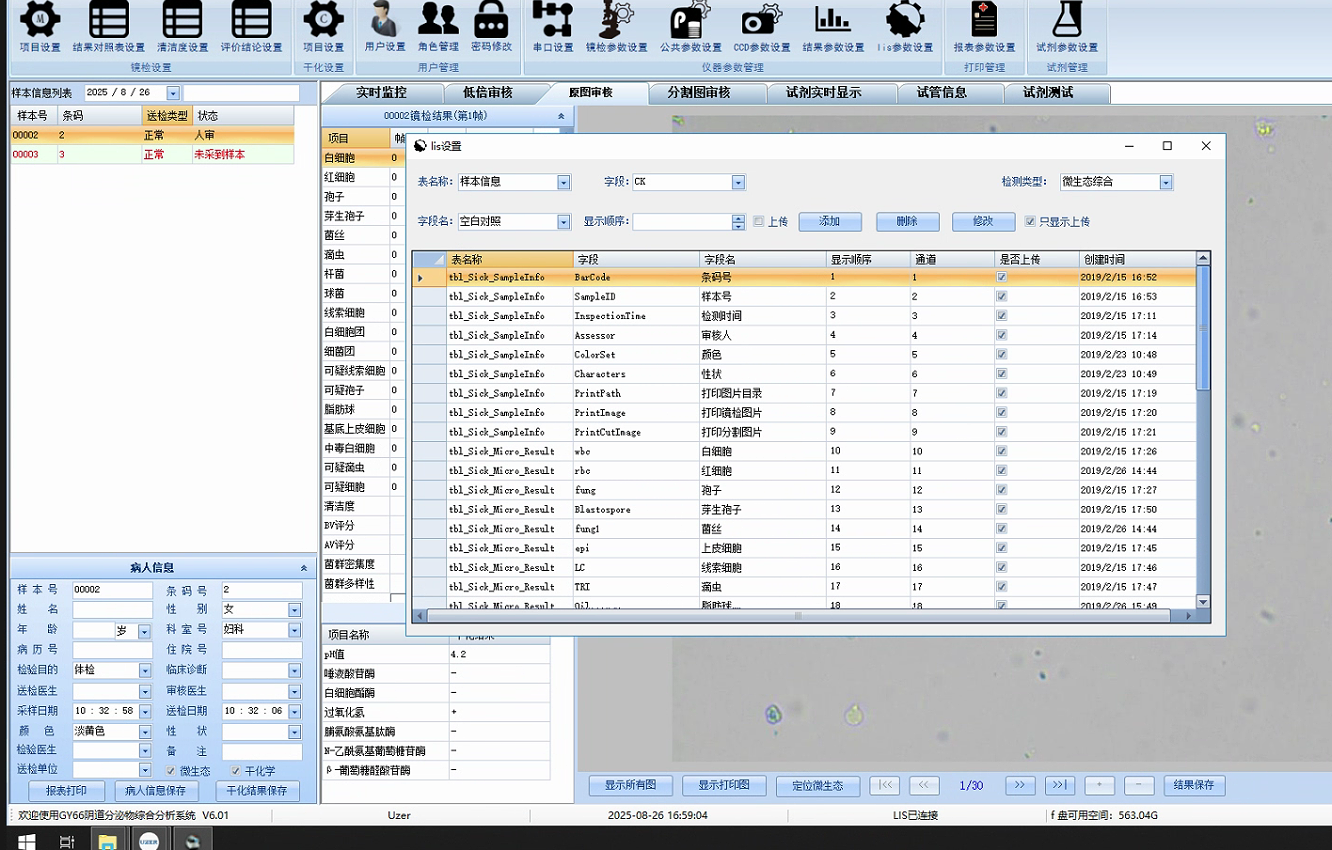 项目设置 结果对照表设置 清洁度设置 评价结论设置 项目设置 用户设置 角色管理 密码修改 串口设置 镜检参数设置 公共参数设置 CCD参数设置 结果参数设置 lis参数设置 报表参数设置 试剂参数设置
镜检设置 干化设置 用户管理 仪器参数管理 打印管理 试剂管理
样本信息列表 2025 / 8 / 26
样本号 条码 送检类型 状态
00002 2 正常 人审
00003 3 正常 未采到样本
实时监控 低倍审核 原图审核 分割图审核 试剂实时显示 试管信息 试剂测试
00002镜检结果(第1帧)
项目
白细胞 0
红细胞 0
孢子 0
芽生孢子 0
菌丝 0
滴虫 0
杆菌 0
球菌 0
线索细胞 0
白细胞团 0
细菌团 0
可疑线索细胞 0
可疑孢子 0
脂肪球 0
基底上皮细胞 0
中毒白细胞 0
可疑滴虫 0
可疑细胞 0
清洁度
BV评分
AV评分
菌群密集度
菌群多样性
lis设置
表名称: 样本信息 字段: CK 检测类型: 微生态综合
字段名: 空白对照 显示顺序: 上传 添加 删除 修改 只显示上传
表名称 字段 字段名 显示顺序 通道 是否上传 创建时间
tbl_Sick_SampleInfo BarCode 条码号 1 1 2019/2/15 16:52
tbl_Sick_SampleInfo SampleID 样本号 2 2 2019/2/15 16:53
tbl_Sick_SampleInfo InspectionTime 检测时间 3 3 2019/2/15 17:11
tbl_Sick_SampleInfo Assessor 审核人 4 4 2019/2/15 17:14
tbl_Sick_SampleInfo ColorSet 颜色 5 5 2019/2/23 10:48
tbl_Sick_SampleInfo Characters 性状 6 6 2019/2/23 10:49
tbl_Sick_SampleInfo PrintPath 打印图片目录 7 7 2019/2/15 17:19
tbl_Sick_SampleInfo PrintImage 打印镜检图片 8 8 2019/2/15 17:20
tbl_Sick_SampleInfo PrintCutImage 打印分割图片 9 9 2019/2/15 17:21
tbl_Sick_Micro_Result wbc 白细胞 10 10 2019/2/15 17:26
tbl_Sick_Micro_Result rbc 红细胞 11 11 2019/2/26 14:44
tbl_Sick_Micro_Result fung 孢子 12 12 2019/2/15 17:27
tbl_Sick_Micro_Result Blastospore 芽生孢子 13 13 2019/2/15 17:50
tbl_Sick_Micro_Result fung1 菌丝 14 14 2019/2/26 14:44
tbl_Sick_Micro_Result epi 上皮细胞 15 15 2019/2/15 17:45
tbl_Sick_Micro_Result LC 线索细胞 16 16 2019/2/15 17:46
tbl_Sick_Micro_Result TRI 滴虫 17 17 2019/2/15 17:47
tbl_Sick_Micro_Result 脂肪球 18 18 2019/2/26 15:49
病人信息
样本号 00002 条码号 2
姓名 性别 女
年龄 岁 科室号 妇科
病历号 住院号
检验目的 体检 临床诊断
送检医生 审核医生
采样日期 10 : 32 : 58 送检日期 10 : 32 : 06
颜色 淡黄色 性状
检验医生 备注
送检单位 微生态 干化学
报表打印 病人信息保存 干化结果保存
项目名称
pH值 4.2
唾液酸苷酶 -
白细胞酯酶 -
过氧化氢 +
脯氨酸氨基肽酶 -
N-乙酰氨基葡萄糖苷酶 -
β-葡萄糖醛酸苷酶 -
显示所有图 显示打印图 定位微生态 |<< << 1/30 >> >>| + - 结果保存
欢迎使用GY66阴道分泌物综合分析系统 V6.01 Uzer 2025-08-26 16:59:04 LIS已连接 f 盘可用空间: 563.04G